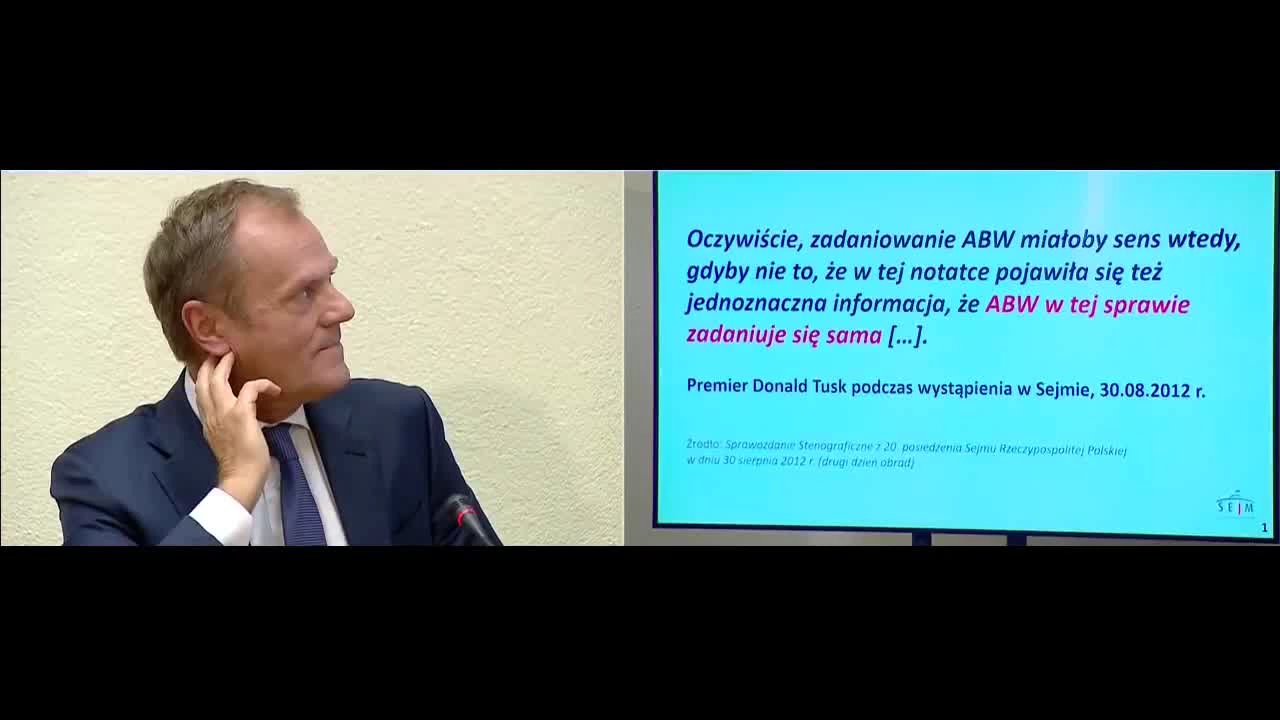 Oczywiście, zadaniowanie ABW miałoby sens wtedy,
gdyby nie to, że w tej notatce pojawiła się też
jednoznaczna informacja, że ABW w tej sprawie
zadaniuje się sama [...].
Premier Donald Tusk podczas wystąpienia w Sejmie, 30.08.2012 r.
Źródło: Sprawozdanie Stenograficzne z 20. posiedzenia Sejmu Rzeczypospolitej Polskiej
w dniu 30 sierpnia 2012 r. (drugi dzień obrad)
SEJM
1